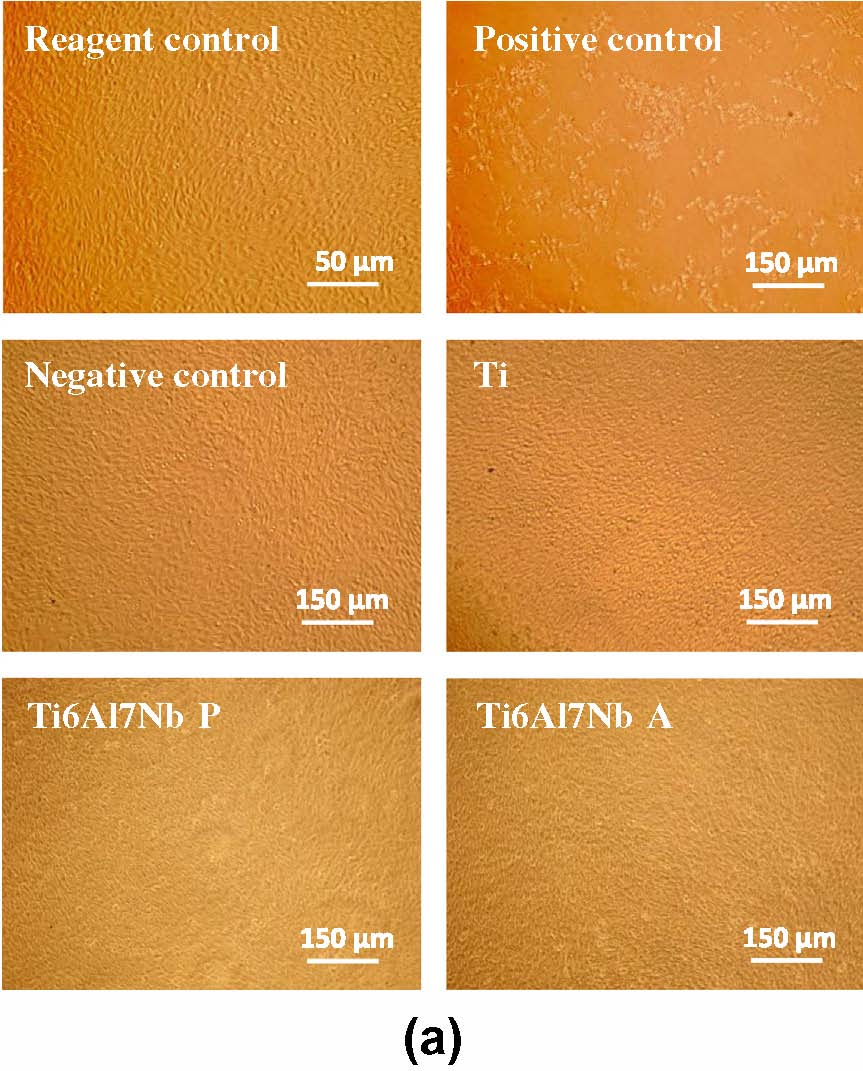 Reagent control
50 µm
Positive control
150 µm
Negative control
150 µm
Ti
150 µm
Ti6Al7Nb P
150 µm
Ti6Al7Nb A
150 µm
(a)